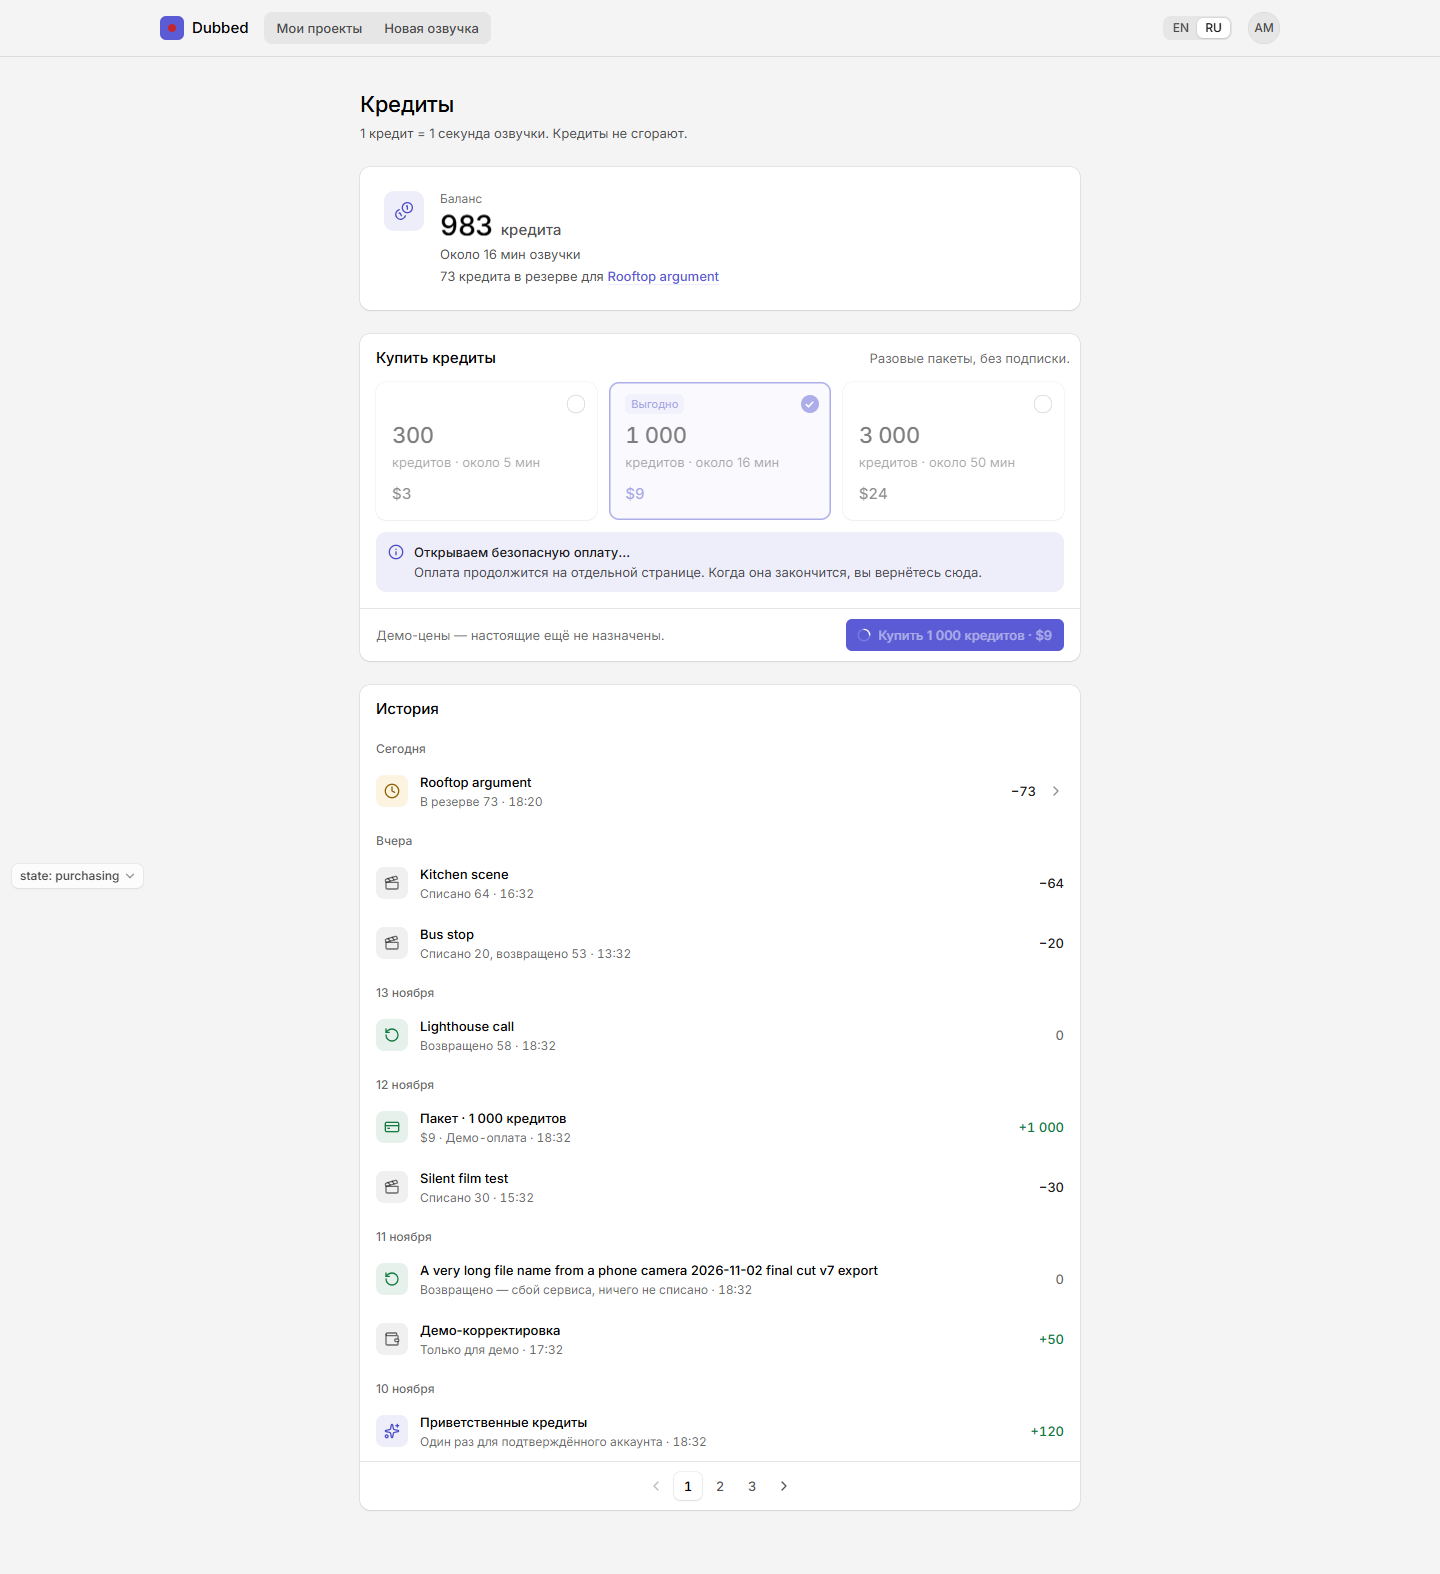 Dubbed
Мои проекты
Новая озвучка
EN
RU
AM
Кредиты
1 кредит = 1 секунда озвучки. Кредиты не сгорают.
Баланс
983 кредита
Около 16 мин озвучки
73 кредита в резерве для Rooftop argument
Купить кредиты
Разовые пакеты, без подписки.
300
кредитов · около 5 мин
$3
Выгодно
1 000
кредитов · около 16 мин
$9
3 000
кредитов · около 50 мин
$24
Открываем безопасную оплату…
Оплата продолжится на отдельной странице. Когда она закончится, вы вернётесь сюда.
Демо-цены — настоящие ещё не назначены.
Купить 1 000 кредитов · $9
История
Сегодня
Rooftop argument
−73
В резерве 73 · 18:20
Вчера
state: purchasing
Kitchen scene
−64
Списано 64 · 16:32
Bus stop
−20
Списано 20, возвращено 53 · 13:32
13 ноября
Lighthouse call
0
Возвращено 58 · 18:32
12 ноября
Пакет · 1 000 кредитов
+1 000
$9 · Демо-оплата · 18:32
Silent film test
−30
Списано 30 · 15:32
11 ноября
A very long file name from a phone camera 2026-11-02 final cut v7 export
0
Возвращено — сбой сервиса, ничего не списано · 18:32
Демо-корректировка
+50
Только для демо · 17:32
10 ноября
Приветственные кредиты
+120
Один раз для подтверждённого аккаунта · 18:32
1 2 3